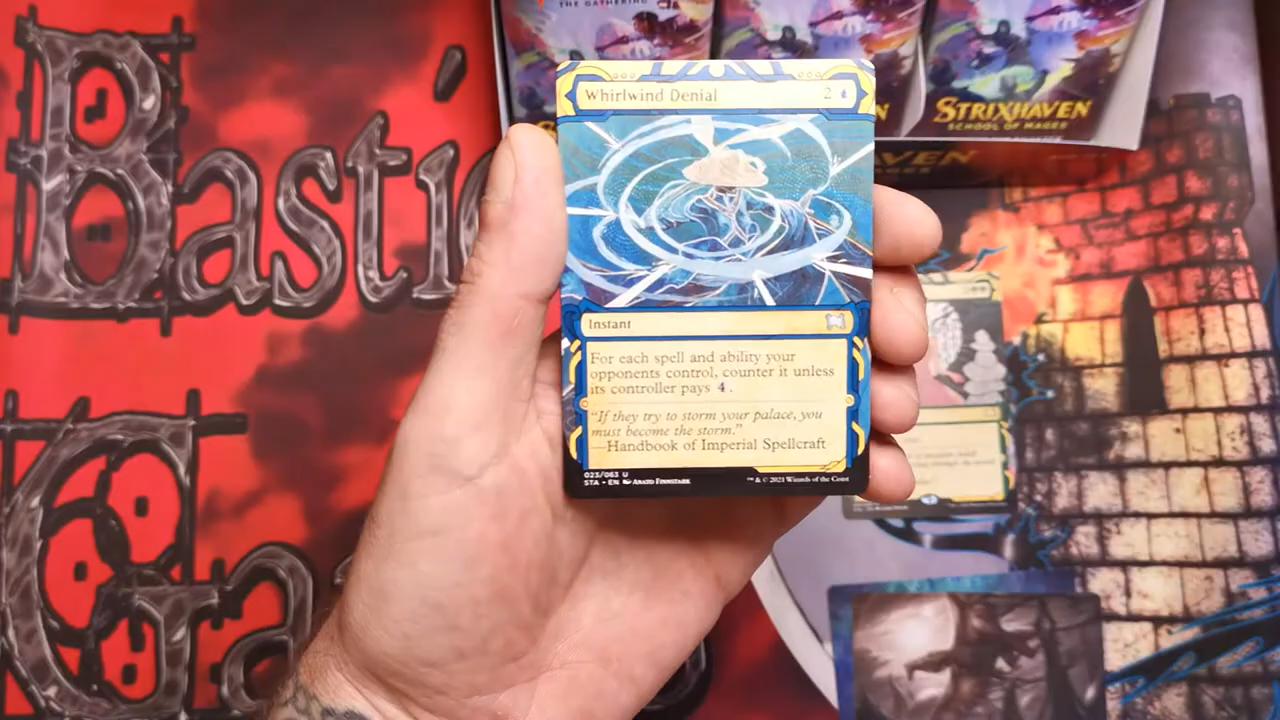 THE GATHERING
STRIXHAVEN
SCHOOL OF MAGES
Basti
Whirlwind Denial 2
Instant
For each spell and ability your
opponents control, counter it unless
its controller pays 4.
"If they try to storm your palace, you
must become the storm."
—Handbook of Imperial Spellcraft
023/063 U
STA • EN Anato Finnstark
™ & © 2021 Wizards of the Coast
Ga